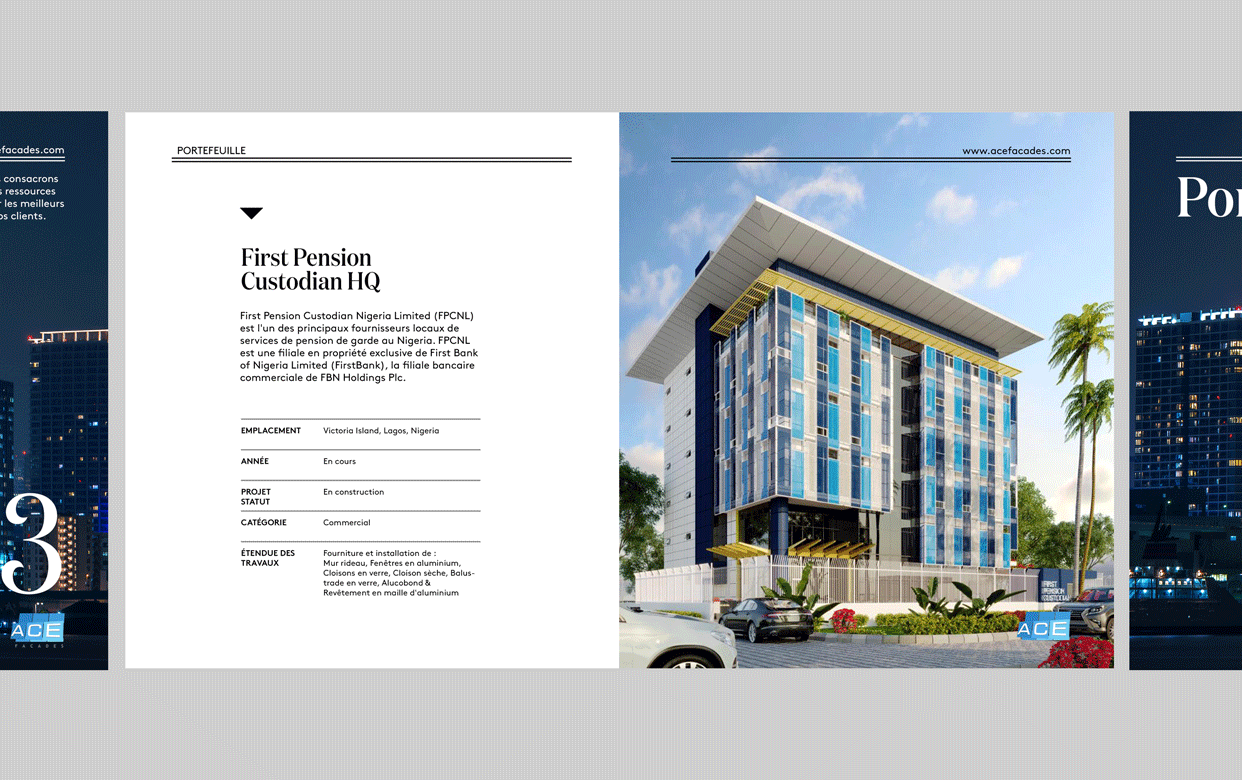 efacades.com
consacrons
ressources
les meilleurs
os clients.
3
ACE
FACADES
PORTEFEUILLE
First Pension
Custodian HQ
First Pension Custodian Nigeria Limited (FPCNL)
est l'un des principaux fournisseurs locaux de
services de pension de garde au Nigeria. FPCNL
est une filiale en propriété exclusive de First Bank
of Nigeria Limited (FirstBank), la filiale bancaire
commerciale de FBN Holdings Plc.
EMPLACEMENT Victoria Island, Lagos, Nigeria
ANNÉE En cours
PROJET En construction
STATUT
CATÉGORIE Commercial
ÉTENDUE DES Fourniture et installation de :
TRAVAUX Mur rideau, Fenêtres en aluminium,
Cloisons en verre, Cloison sèche, Balus-
trade en verre, Alucobond &
Revêtement en maille d'aluminium
www.acefacades.com
FIRST
PENSION
CUSTODIAN
ACE
Por